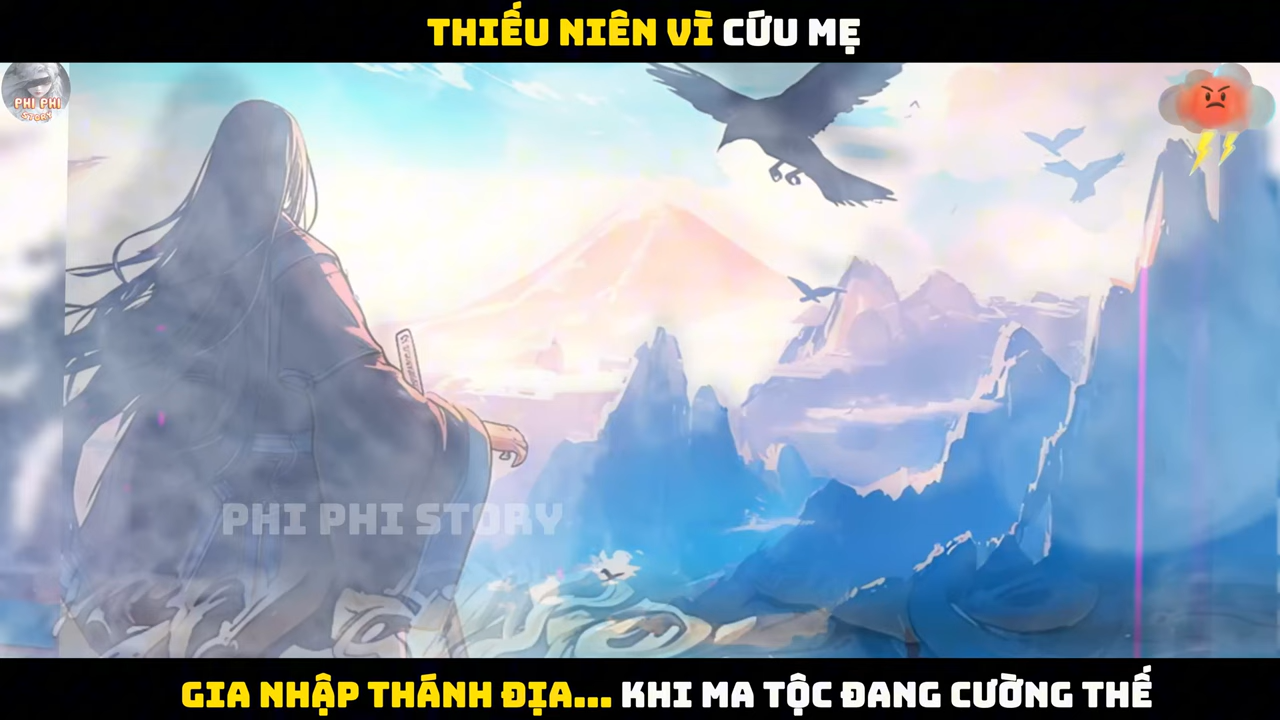 THIẾU NIÊN VÌ CỨU MẸ
PHI PHI
STORY
PHI PHI STORY
GIA NHẬP THÁNH ĐỊA... KHI MA TỘC ĐANG CƯỜNG THẾ